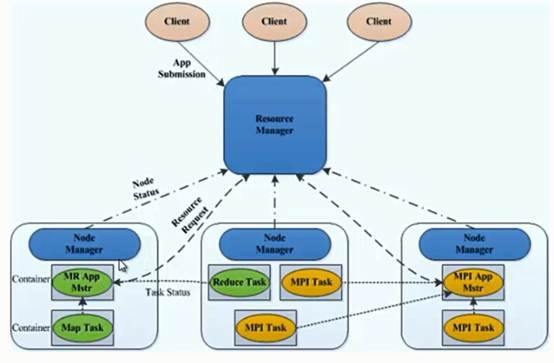 Client
Client
Client
App
Submission
Resource
Manager
Node
Status
Resource
Request
Node
Manager
Node
Manager
Node
Manager
Container
MR App
Mstr
Task Status
Reduce Task
MPI Task
MPI App
Mstr
Container
Map Task
MPI Task
MPI Task